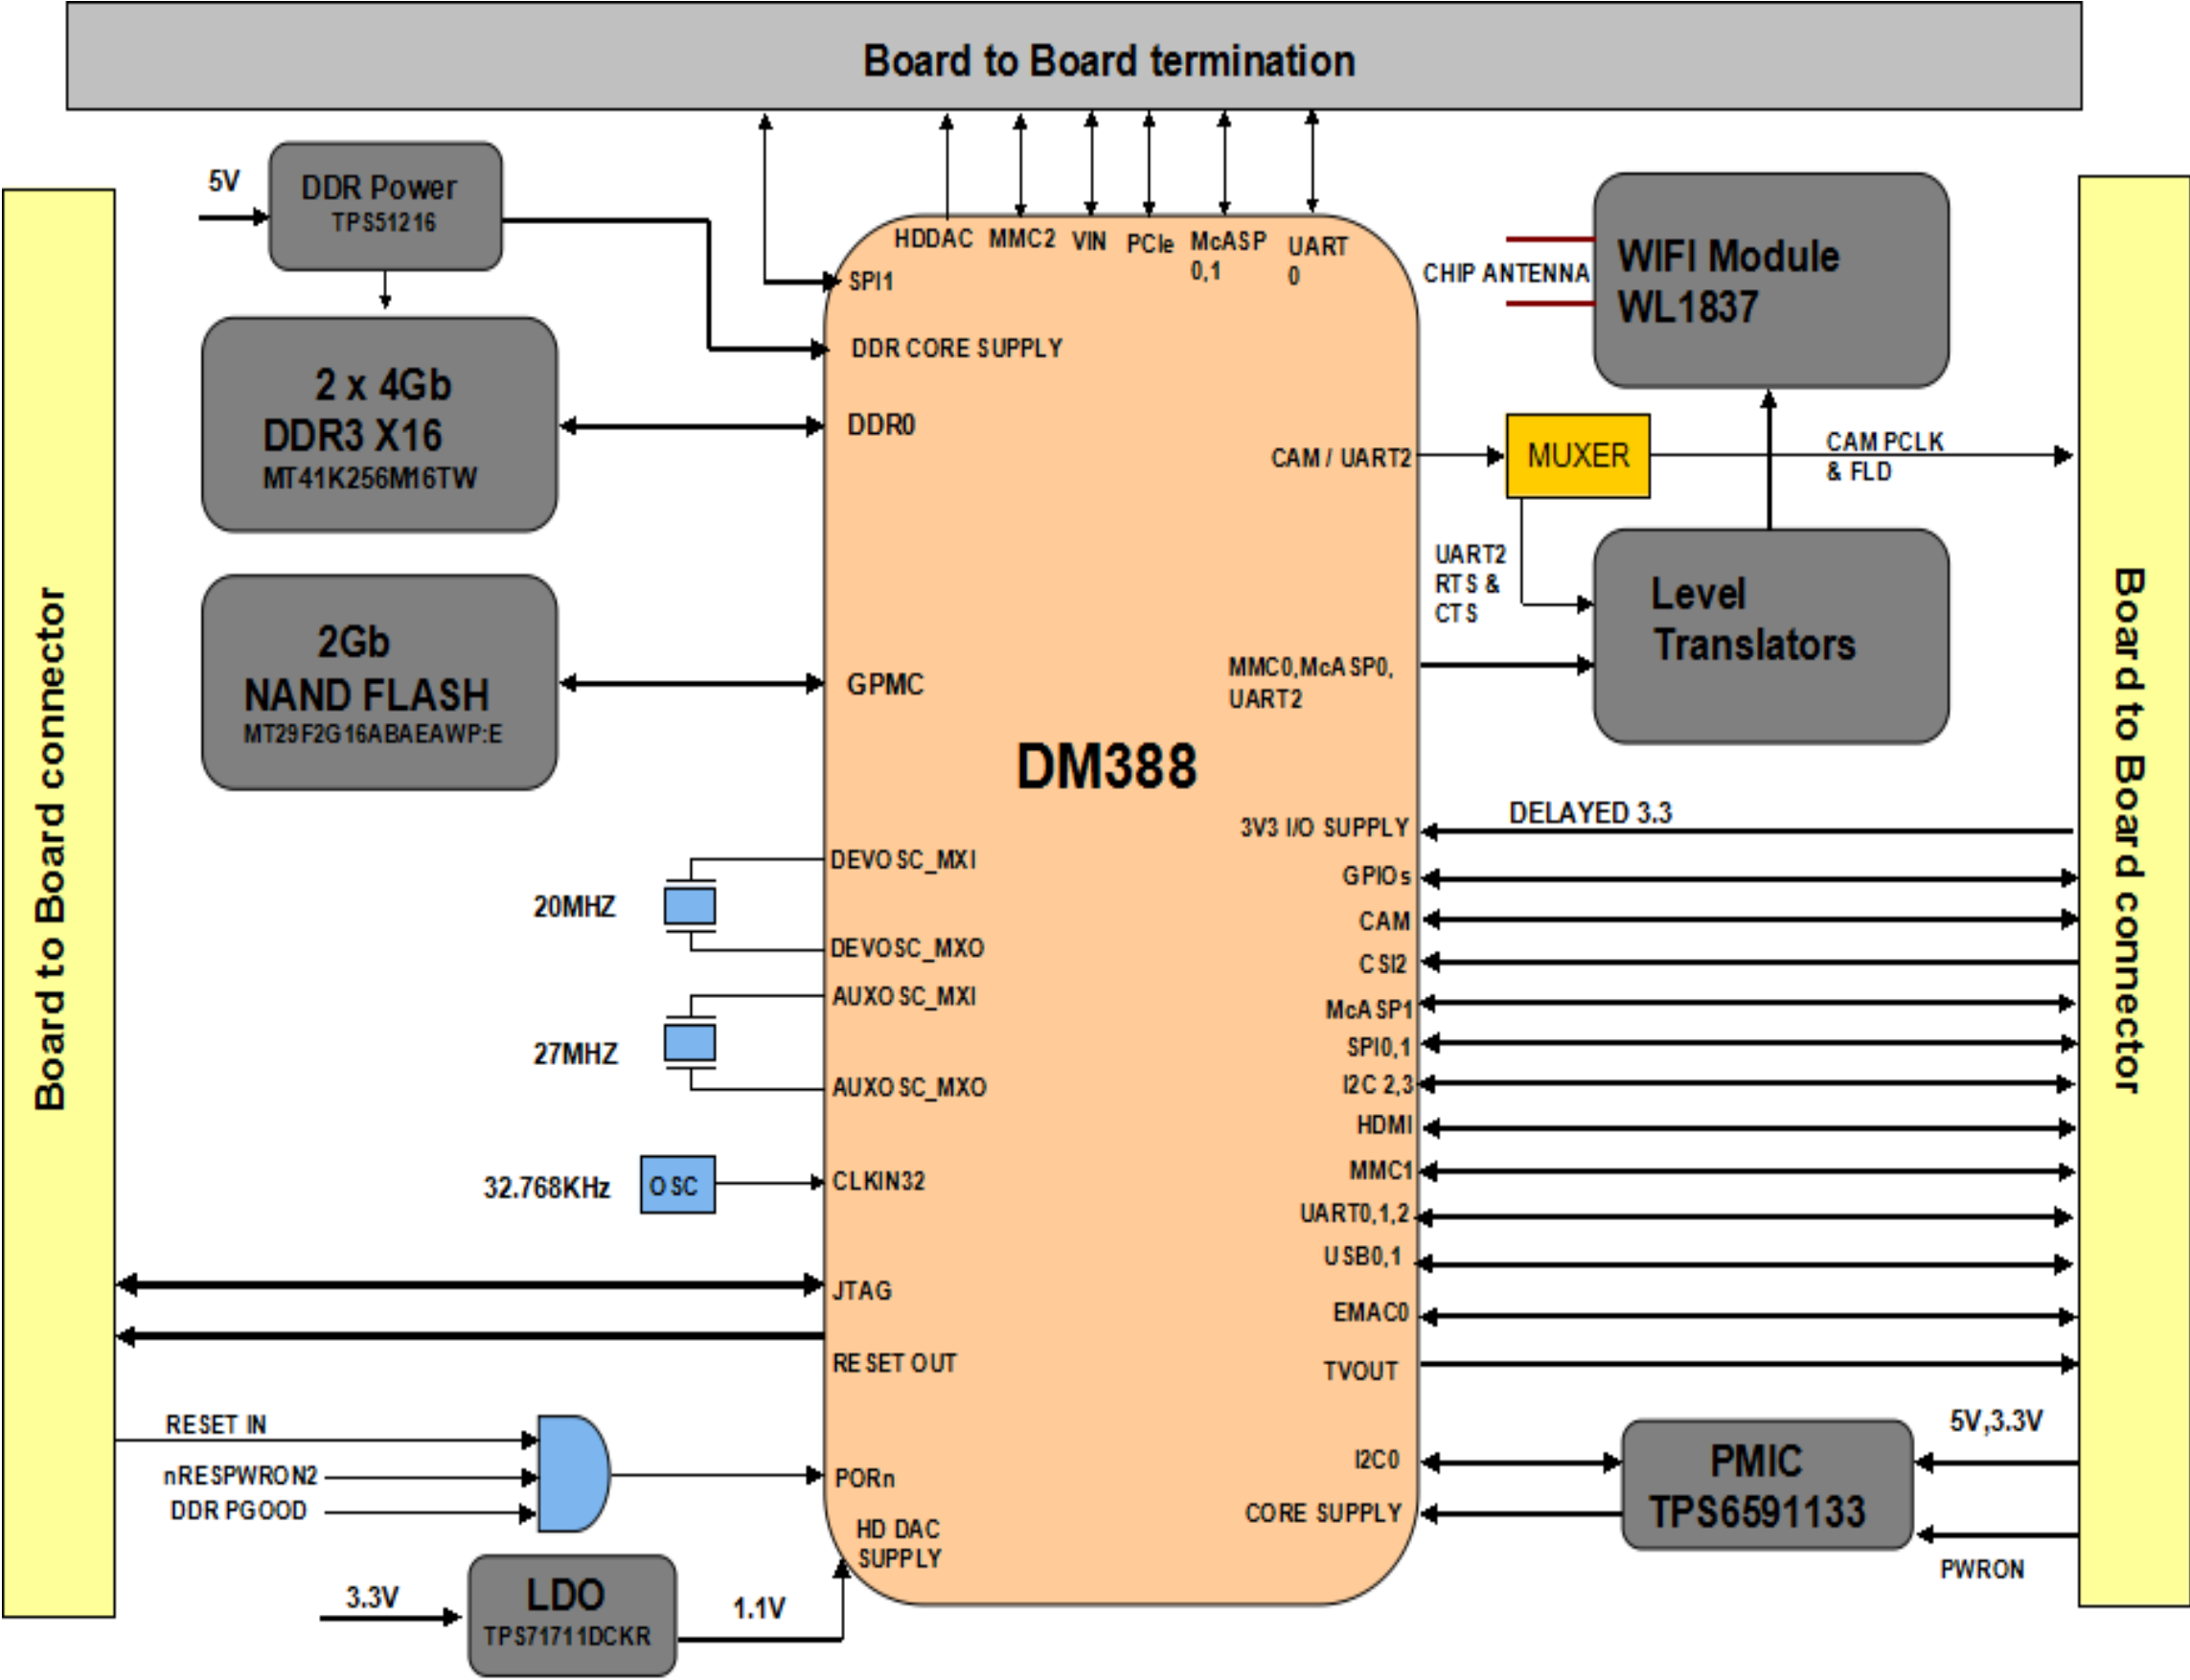 Board to Board termination
5V
DDR Power
TPS51216
2 x 4Gb
DDR3 X16
MT41K256M16TW
2Gb
NAND FLASH
MT29F2G16ABAEAWP:E
Board to Board connector
20MHZ
27MHZ
32.768KHz
OSC
RESET IN
nRESPWRON2
DDR PGOOD
3.3V
LDO
TPS71711DCKR
1.1V
HDDAC
MMC2
VIN
PCIe
McASP
0,1
UART
0
SPI1
DDR CORE SUPPLY
DDR0
GPMC
DM388
DEVOSC_MXI
DEVOSC_MXO
AUXOSC_MXI
AUXOSC_MXO
CLKIN32
JTAG
RESET OUT
PORn
HD DAC
SUPPLY
CAM / UART2
MMC0,McASP0,
UART2
3V3 I/O SUPPLY
GPIOs
CAM
CSI2
McASP1
SPI0,1
I2C 2,3
HDMI
MMC1
UART0,1,2
USB0,1
EMAC0
TVOUT
I2C0
CORE SUPPLY
CHIP ANTENNA
WIFI Module
WL1837
MUXER
CAM PCLK
& FLD
UART2
RTS &
CTS
Level
Translators
DELAYED 3.3
PMIC
TPS6591133
5V,3.3V
PWRON
Board to Board connector